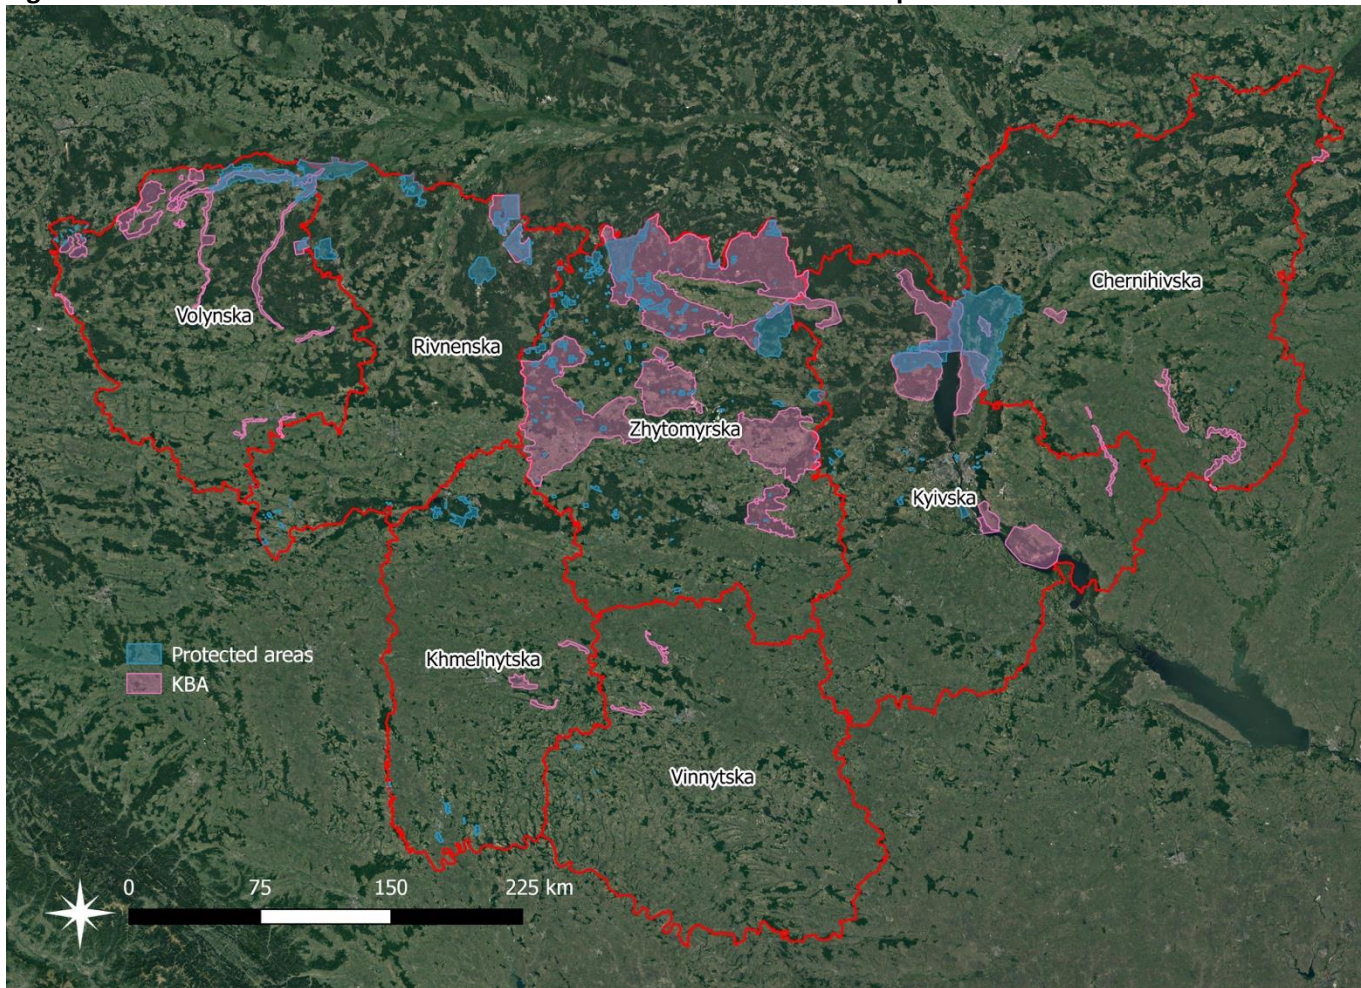 Chernihivska
Volynska
Rivnenska
Zhytomyrska
Kyivska
Protected areas
KBA
Khmel'nytska
Vinnytska
0 75 150 225 km